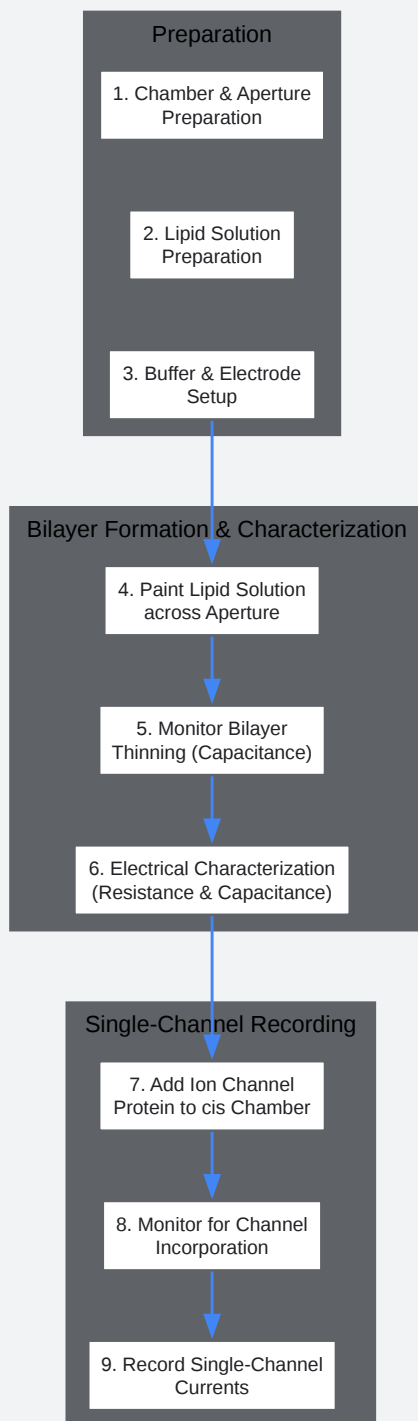 Preparation
1. Chamber & Aperture
Preparation
2. Lipid Solution
Preparation
3. Buffer & Electrode
Setup
Bilayer Formation & Characterization
4. Paint Lipid Solution
across Aperture
5. Monitor Bilayer
Thinning (Capacitance)
6. Electrical Characterization
(Resistance & Capacitance)
Single-Channel Recording
7. Add Ion Channel
Protein to cis Chamber
8. Monitor for Channel
Incorporation
9. Record Single-Channel
Currents